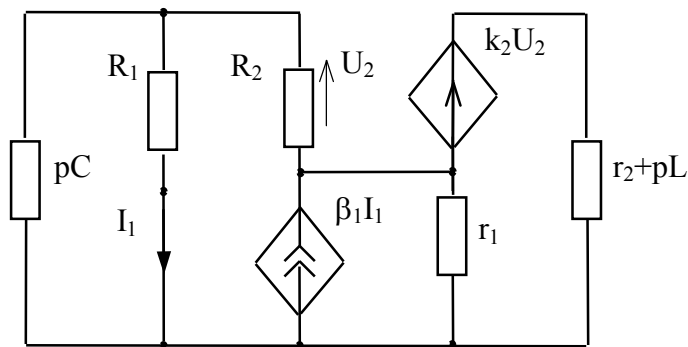 k₂U₂
R₁
R₂
U₂
pC
r₂+pL
I₁
β₁I₁
r₁